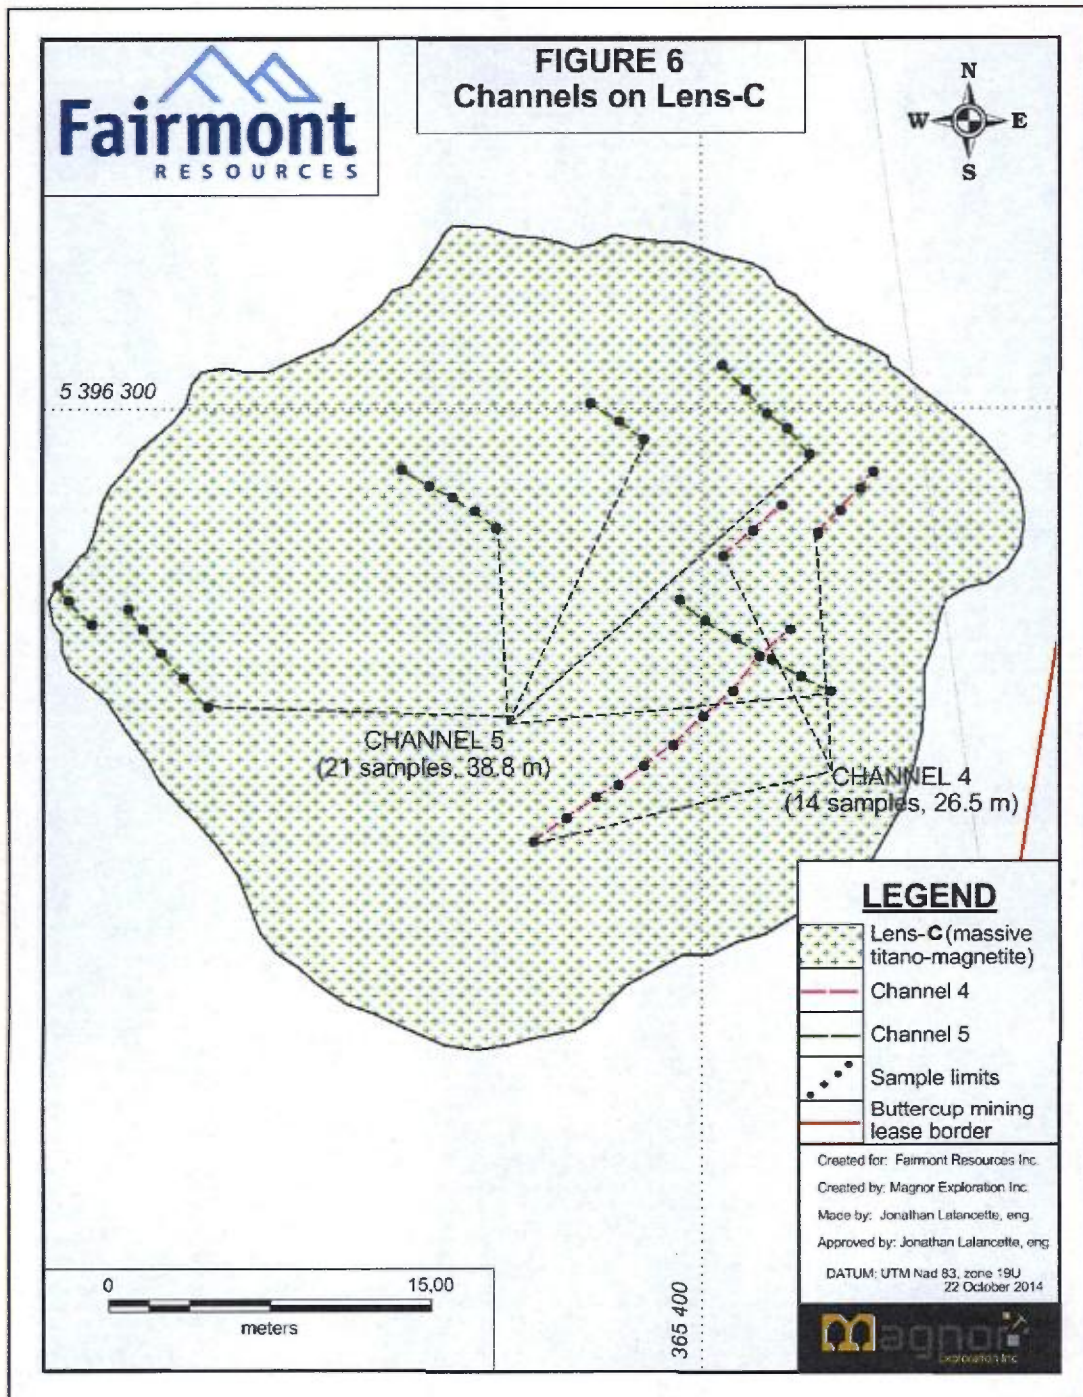 Fairmont
RESOURCES
FIGURE 6
Channels on Lens-C
N
W
E
S
5 396 300
CHANNEL 5
(21 samples, 38.8 m)
CHANNEL 4
(14 samples, 26.5 m)
LEGEND
Lens-C (massive
titano-magnetite)
Channel 4
Channel 5
Sample limits
Buttercup mining
lease border
Created for: Fairmont Resources Inc.
Created by: Magnor Exploration Inc.
Made by: Jonathan Lalancette, eng.
Approved by: Jonathan Lalancette, eng
DATUM: UTM Nad 83, zone 19U
22 October 2014
0
15,00
meters
365 400
Magnor
Exploration Inc